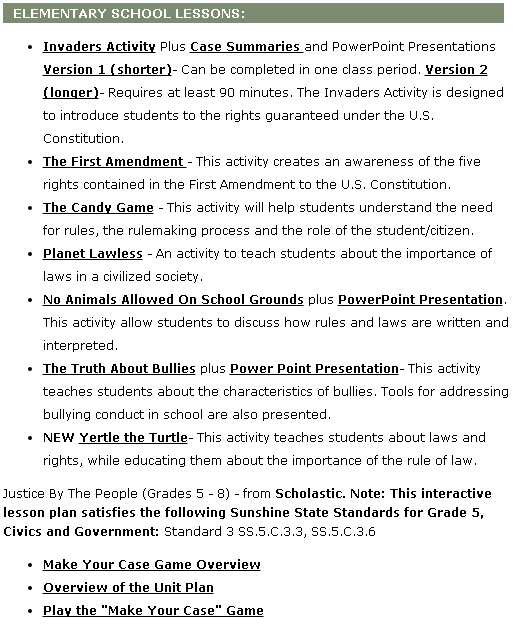 ELEMENTARY SCHOOL LESSONS:
• Invaders Activity Plus Case Summaries and PowerPoint Presentations
Version 1 (shorter)- Can be completed in one class period. Version 2
(longer)- Requires at least 90 minutes. The Invaders Activity is designed
to introduce students to the rights guaranteed under the U.S.
Constitution.
• The First Amendment - This activity creates an awareness of the five
rights contained in the First Amendment to the U.S. Constitution.
• The Candy Game - This activity will help students understand the need
for rules, the rulemaking process and the role of the student/citizen.
• Planet Lawless - An activity to teach students about the importance of
laws in a civilized society.
• No Animals Allowed On School Grounds plus PowerPoint Presentation.
This activity allow students to discuss how rules and laws are written and
interpreted.
• The Truth About Bullies plus Power Point Presentation- This activity
teaches students about the characteristics of bullies. Tools for addressing
bullying conduct in school are also presented.
• NEW Yertle the Turtle- This activity teaches students about laws and
rights, while educating them about the importance of the rule of law.
Justice By The People (Grades 5 - 8) - from Scholastic. Note: This interactive
lesson plan satisfies the following Sunshine State Standards for Grade 5,
Civics and Government: Standard 3 SS.5.C.3.3, SS.5.C.3.6
• Make Your Case Game Overview
• Overview of the Unit Plan
• Play the "Make Your Case" Game